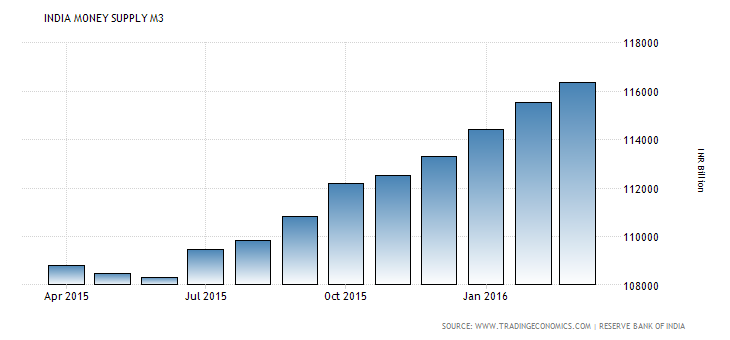 INDIA MONEY SUPPLY M3
118000
116000
114000
112000
110000
108000
INR Billion
Apr 2015
Jul 2015
Oct 2015
Jan 2016
SOURCE: WWW.TRADINGECONOMICS.COM | RESERVE BANK OF INDIA